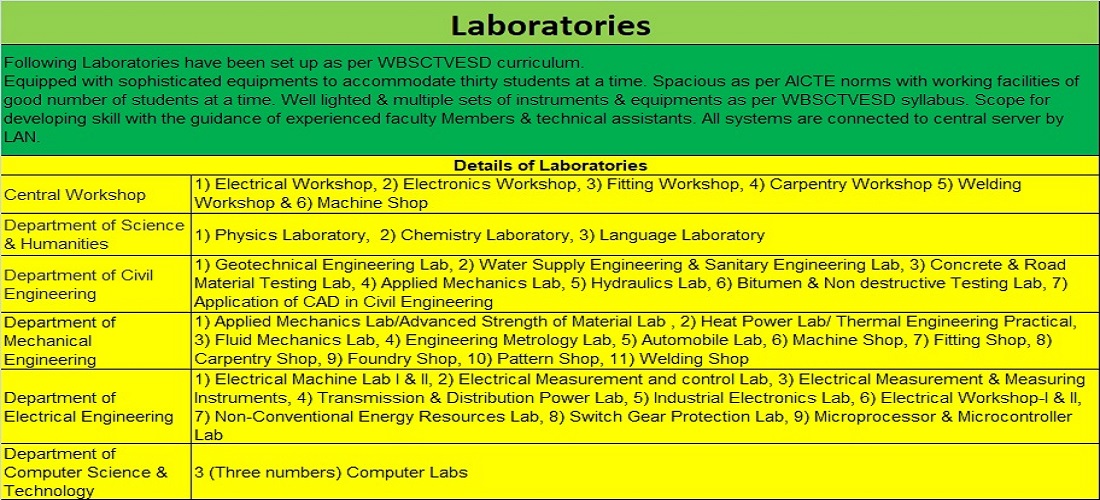 Laboratories
Following Laboratories have been set up as per WBSCTVESD curriculum.
Equipped with sophisticated equipments to accommodate thirty students at a time. Spacious as per AICTE norms with working facilities of
good number of students at a time. Well lighted & multiple sets of instruments & equipments as per WBSCTVESD syllabus. Scope for
developing skill with the guidance of experienced faculty Members & technical assistants. All systems are connected to central server by
LAN.
Details of Laboratories
Central Workshop
1) Electrical Workshop, 2) Electronics Workshop, 3) Fitting Workshop, 4) Carpentry Workshop 5) Welding
Workshop & 6) Machine Shop
Department of Science
& Humanities
1) Physics Laboratory,  2) Chemistry Laboratory, 3) Language Laboratory
Department of Civil
Engineering
1) Geotechnical Engineering Lab, 2) Water Supply Engineering & Sanitary Engineering Lab, 3) Concrete & Road
Material Testing Lab, 4) Applied Mechanics Lab, 5) Hydraulics Lab, 6) Bitumen & Non destructive Testing Lab, 7)
Application of CAD in Civil Engineering
Department of
Mechanical
Engineering
1) Applied Mechanics Lab/Advanced Strength of Material Lab , 2) Heat Power Lab/ Thermal Engineering Practical,
3) Fluid Mechanics Lab, 4) Engineering Metrology Lab, 5) Automobile Lab, 6) Machine Shop, 7) Fitting Shop, 8)
Carpentry Shop, 9) Foundry Shop, 10) Pattern Shop, 11) Welding Shop
Department of
Electrical Engineering
1) Electrical Machine Lab I & II, 2) Electrical Measurement and control Lab, 3) Electrical Measurement & Measuring
Instruments, 4) Transmission & Distribution Power Lab, 5) Industrial Electronics Lab, 6) Electrical Workshop-I & II,
7) Non-Conventional Energy Resources Lab, 8) Switch Gear Protection Lab, 9) Microprocessor & Microcontroller
Lab
Department of
Computer Science &
Technology
3 (Three numbers) Computer Labs